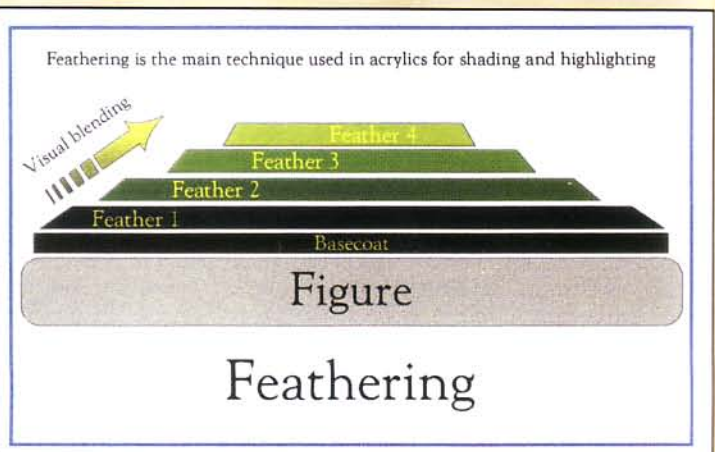 Feathering is the main technique used in acrylics for shading and highlighting
Visual blending
Feather 4
Feather 3
Feather 2
Feather 1
Basecoat
Figure
Feathering